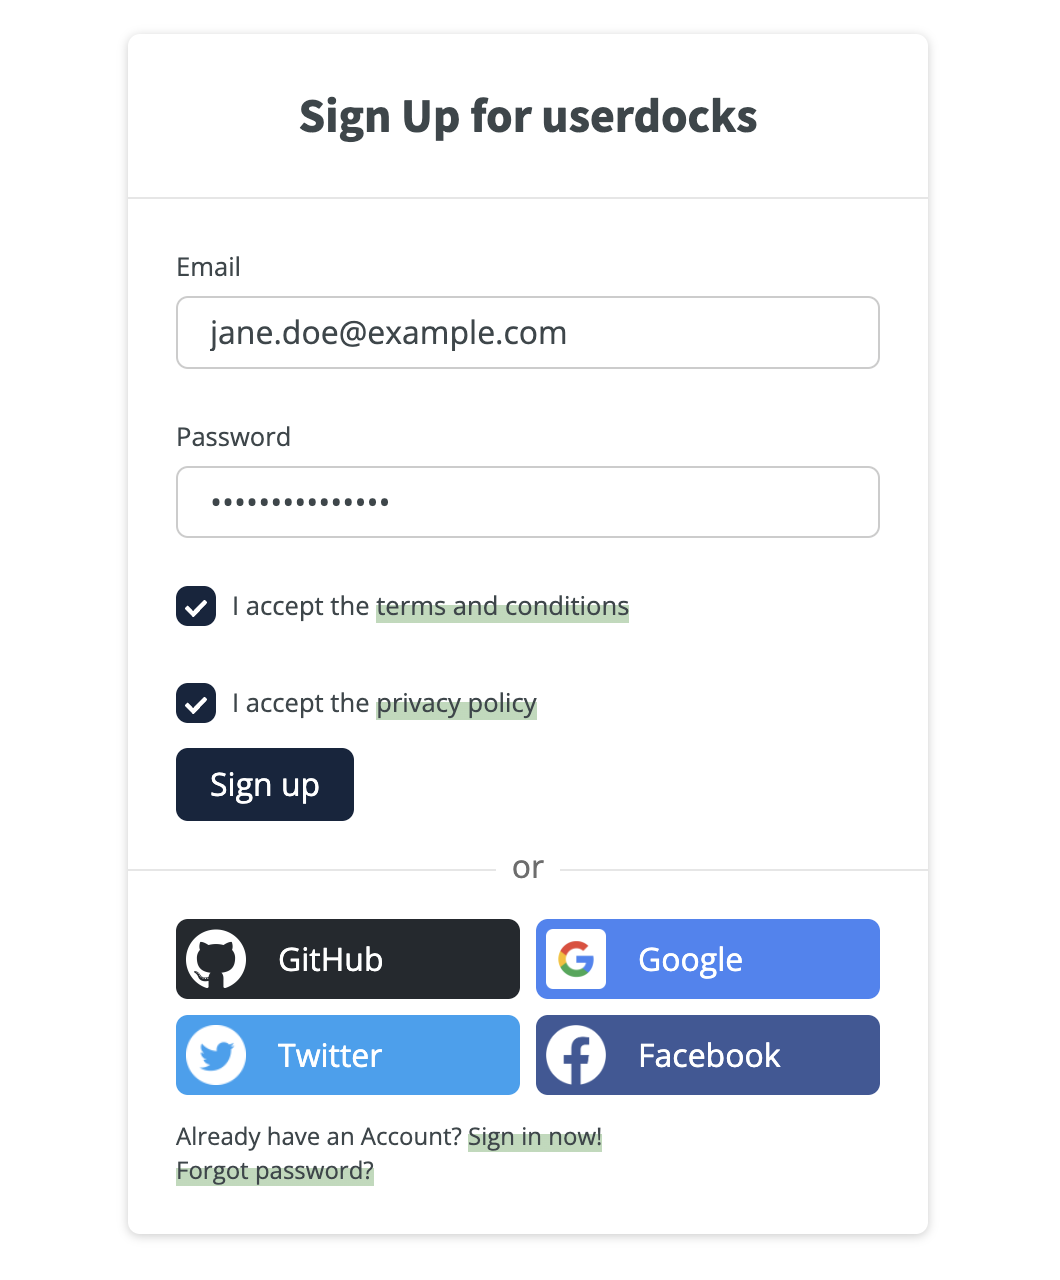 Sign Up for userdocks
Email
jane.doe@example.com
Password
•••••••••••••••
I accept the terms and conditions
I accept the privacy policy
Sign up
or
GitHub
Google
Twitter
Facebook
Already have an Account? Sign in now!
Forgot password?